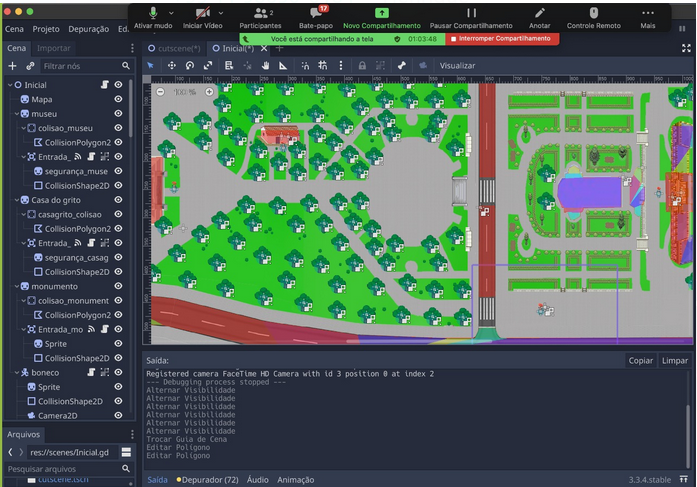 Ativar mudo
Iniciar Vídeo
2
Participantes
17
Bate-papo
Novo Compartilhamento
Pausar Compartilhamento
Anotar
Controle Remoto
Mais
Você está compartilhando a tela
01:03:48
Interromper Compartilhamento
Cena Projeto Depuração Ed
Cena Importar
cutscene(*)
Inicial(*)
Filtrar nós
Visualizar
Inicial
Mapa
museu
colisao_museu
CollisionPolygon2
Entrada_
segurança_muse
CollisionShape2D
Casa do grito
casagrito_colisao
CollisionPolygon2
Entrada_
segurança_casag
CollisionShape2D
monumento
colisao_monument
CollisionPolygon2
Entrada_mo
Sprite
CollisionShape2D
boneco
Sprite
CollisionShape2D
Camera2D
Arquivos
res://scenes/Inicial.gd
Pesquisar arquivos
cutscene.tscn
Saída:
Copiar
Limpar
Registered camera FaceTime HD Camera with id 3 position 0 at index 2
--- Debugging process stopped ---
Alternar Visibilidade
Alternar Visibilidade
Alternar Visibilidade
Alternar Visibilidade
Alternar Visibilidade
Alternar Visibilidade
Trocar Guia de Cena
Editar Polígono
Editar Polígono
Saída Depurador (72) Áudio Animação
3.3.4.stable